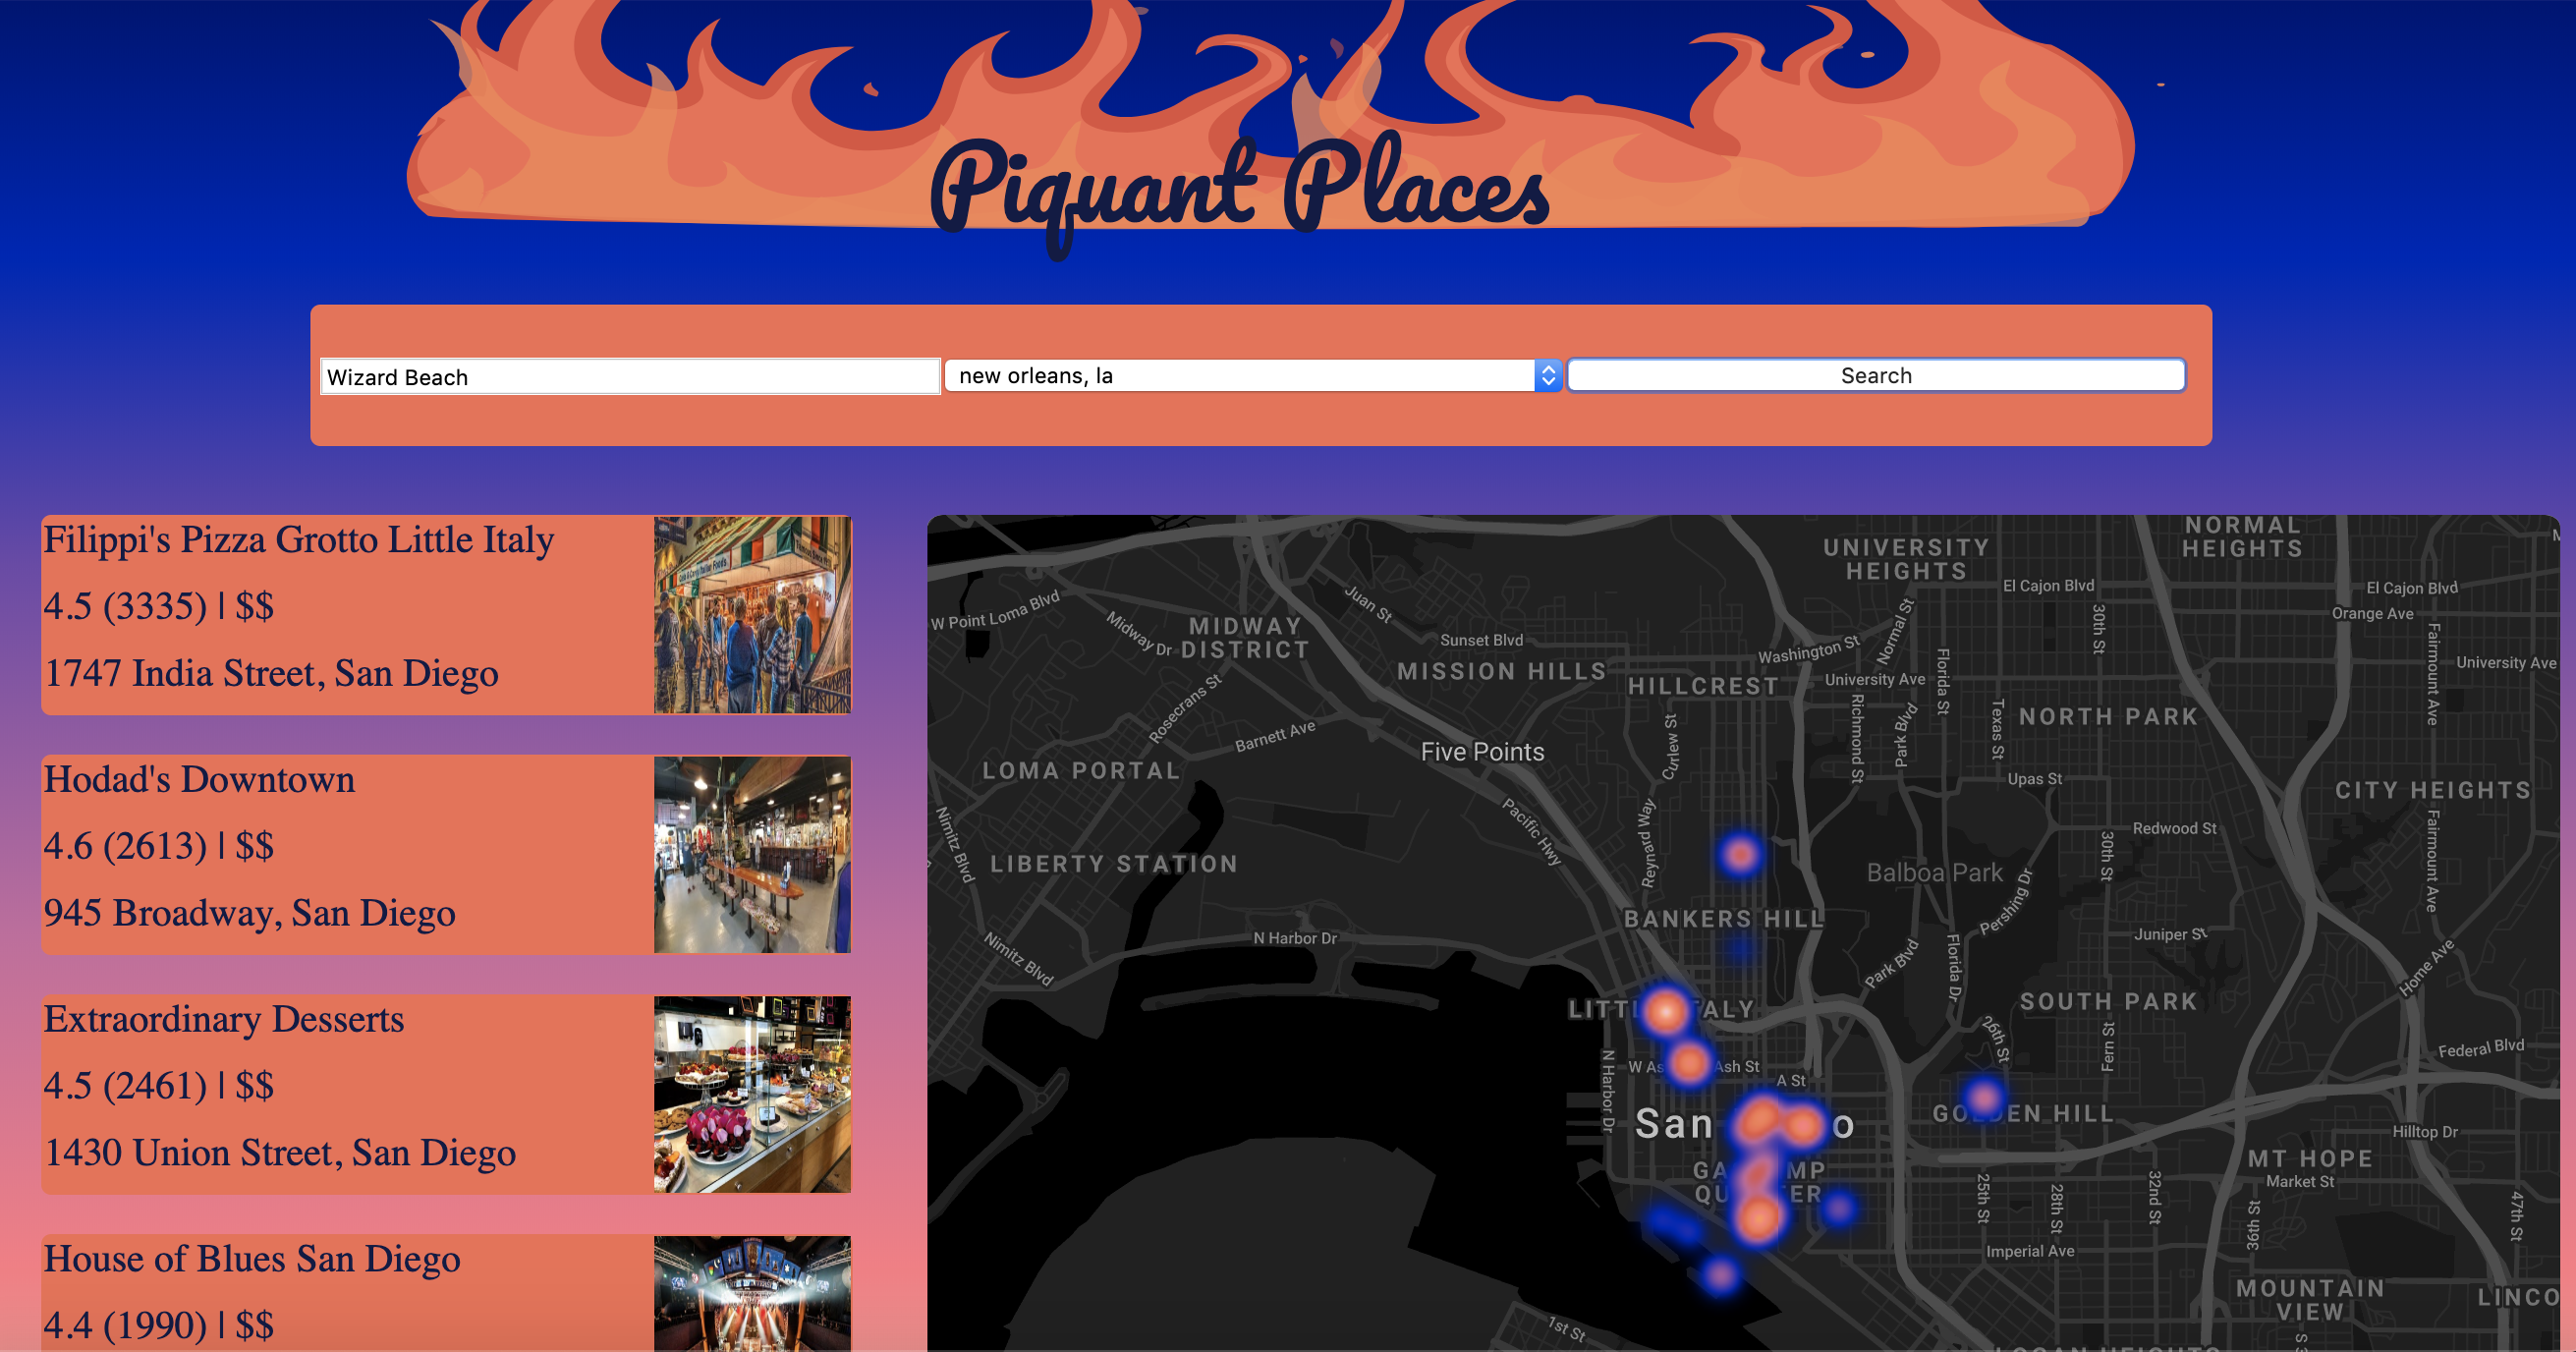 Piquant Places
Wizard Beach
new orleans, la
Search
Filippi's Pizza Grotto Little Italy
4.5 (3335) | $$
1747 India Street, San Diego
Hodad's Downtown
4.6 (2613) | $$
945 Broadway, San Diego
Extraordinary Desserts
4.5 (2461) | $$
1430 Union Street, San Diego
House of Blues San Diego
4.4 (1990) | $$
NORMAL
HEIGHTS
UNIVERSITY
HEIGHTS
El Cajon Blvd
El Cajon Blvd
Orange Ave
W Point Loma Blvd
Juan St
Midway Dr
MIDWAY
DISTRICT
Sunset Blvd
Washington St
Normal St
30th St
Fairmount Ave
University Ave
MISSION HILLS
HILLCREST
University Ave
Florida St
Rosecrans St
Barnett Ave
Curlew St
Richmond St
Park Blvd
Texas St
NORTH PARK
Five Points
LOMA PORTAL
Upas St
CITY HEIGHTS
Nimitz Blvd
Pacific Hwy
Reynard Way
Redwood St
30th St
Fairmount Ave
LIBERTY STATION
Balboa Park
Pershing Dr
BANKERS HILL
N Harbor Dr
Nimitz Blvd
Park Blvd
Florida Dr
Juniper St
Home Ave
LITTL TALY
SOUTH PARK
26th St
Fern St
Federal Blvd
N Harbor Dr
W As
Ash St
A St
San o
GO DEN HILL
Hilltop Dr
GA MP
QU ER
MT HOPE
Market St
25th St
28th St
32nd St
36th St
47th St
Imperial Ave
MOUNTAIN
VIEW
LINCO
1st St